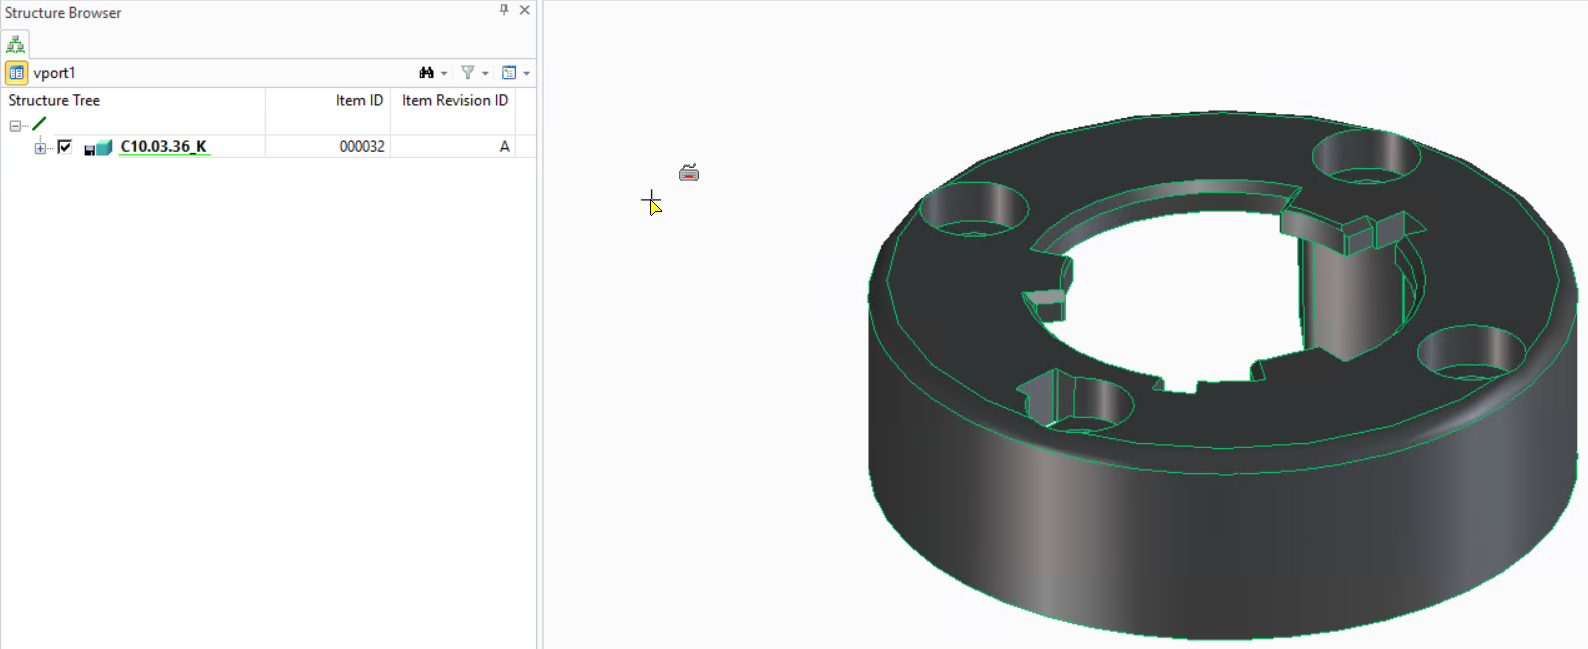 Structure Browser
vport1
Structure Tree Item ID Item Revision ID
C10.03.36_K 000032 A